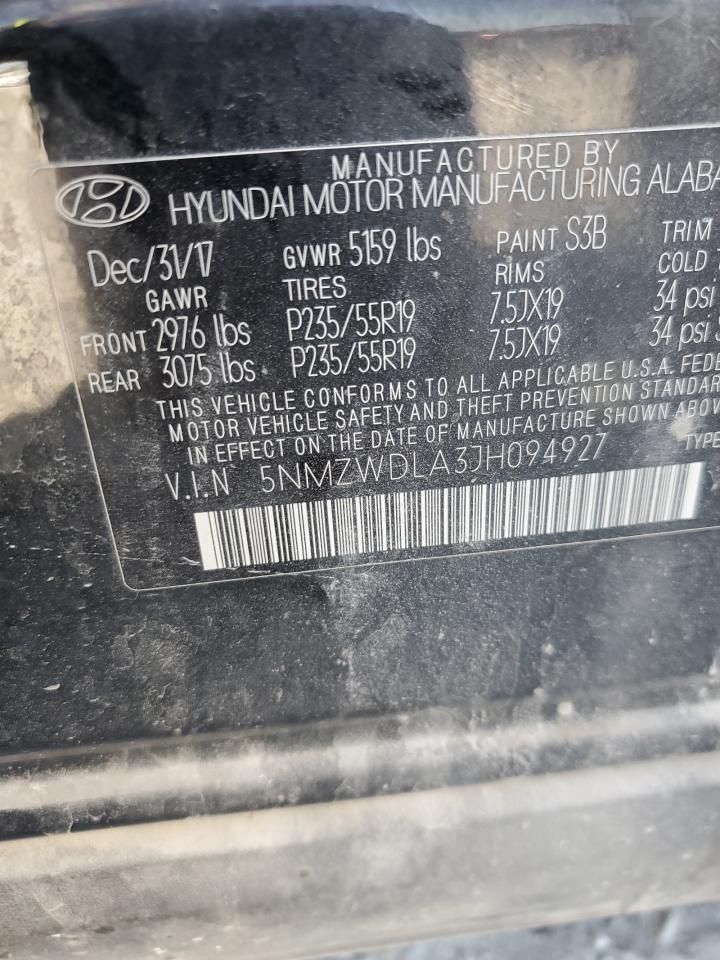 MANUFACTURED BY
HYUNDAI MOTOR MANUFACTURING ALABA
Dec/31/17 GVWR 5159 lbs PAINT S3B TRIM
GAWR TIRES RIMS COLD
FRONT 2976 lbs P235/55R19 7.5JX19 34 psi
REAR 3075 lbs P235/55R19 7.5JX19 34 psi
THIS VEHICLE CONFORMS TO ALL APPLICABLE U.S.A. FEDE
MOTOR VEHICLE SAFETY AND THEFT PREVENTION STANDAR
IN EFFECT ON THE DATE OF MANUFACTURE SHOWN ABOV
V.I.N 5NMZWDLA3JH094927 TYPE